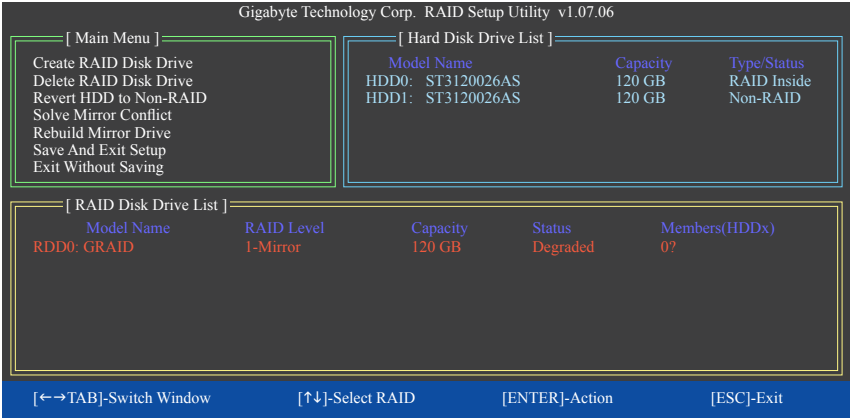 Gigabyte Technology Corp. RAID Setup Utility v1.07.06
[ Main Menu ]
Create RAID Disk Drive
Delete RAID Disk Drive
Revert HDD to Non-RAID
Solve Mirror Conflict
Rebuild Mirror Drive
Save And Exit Setup
Exit Without Saving
[ Hard Disk Drive List ]
Model Name Capacity Type/Status
HDD0: ST3120026AS 120 GB RAID Inside
HDD1: ST3120026AS 120 GB Non-RAID
[ RAID Disk Drive List ]
Model Name RAID Level Capacity Status Members(HDDx)
RDD0: GRAID 1-Mirror 120 GB Degraded 0?
[←→TAB]-Switch Window [↑↓]-Select RAID [ENTER]-Action [ESC]-Exit